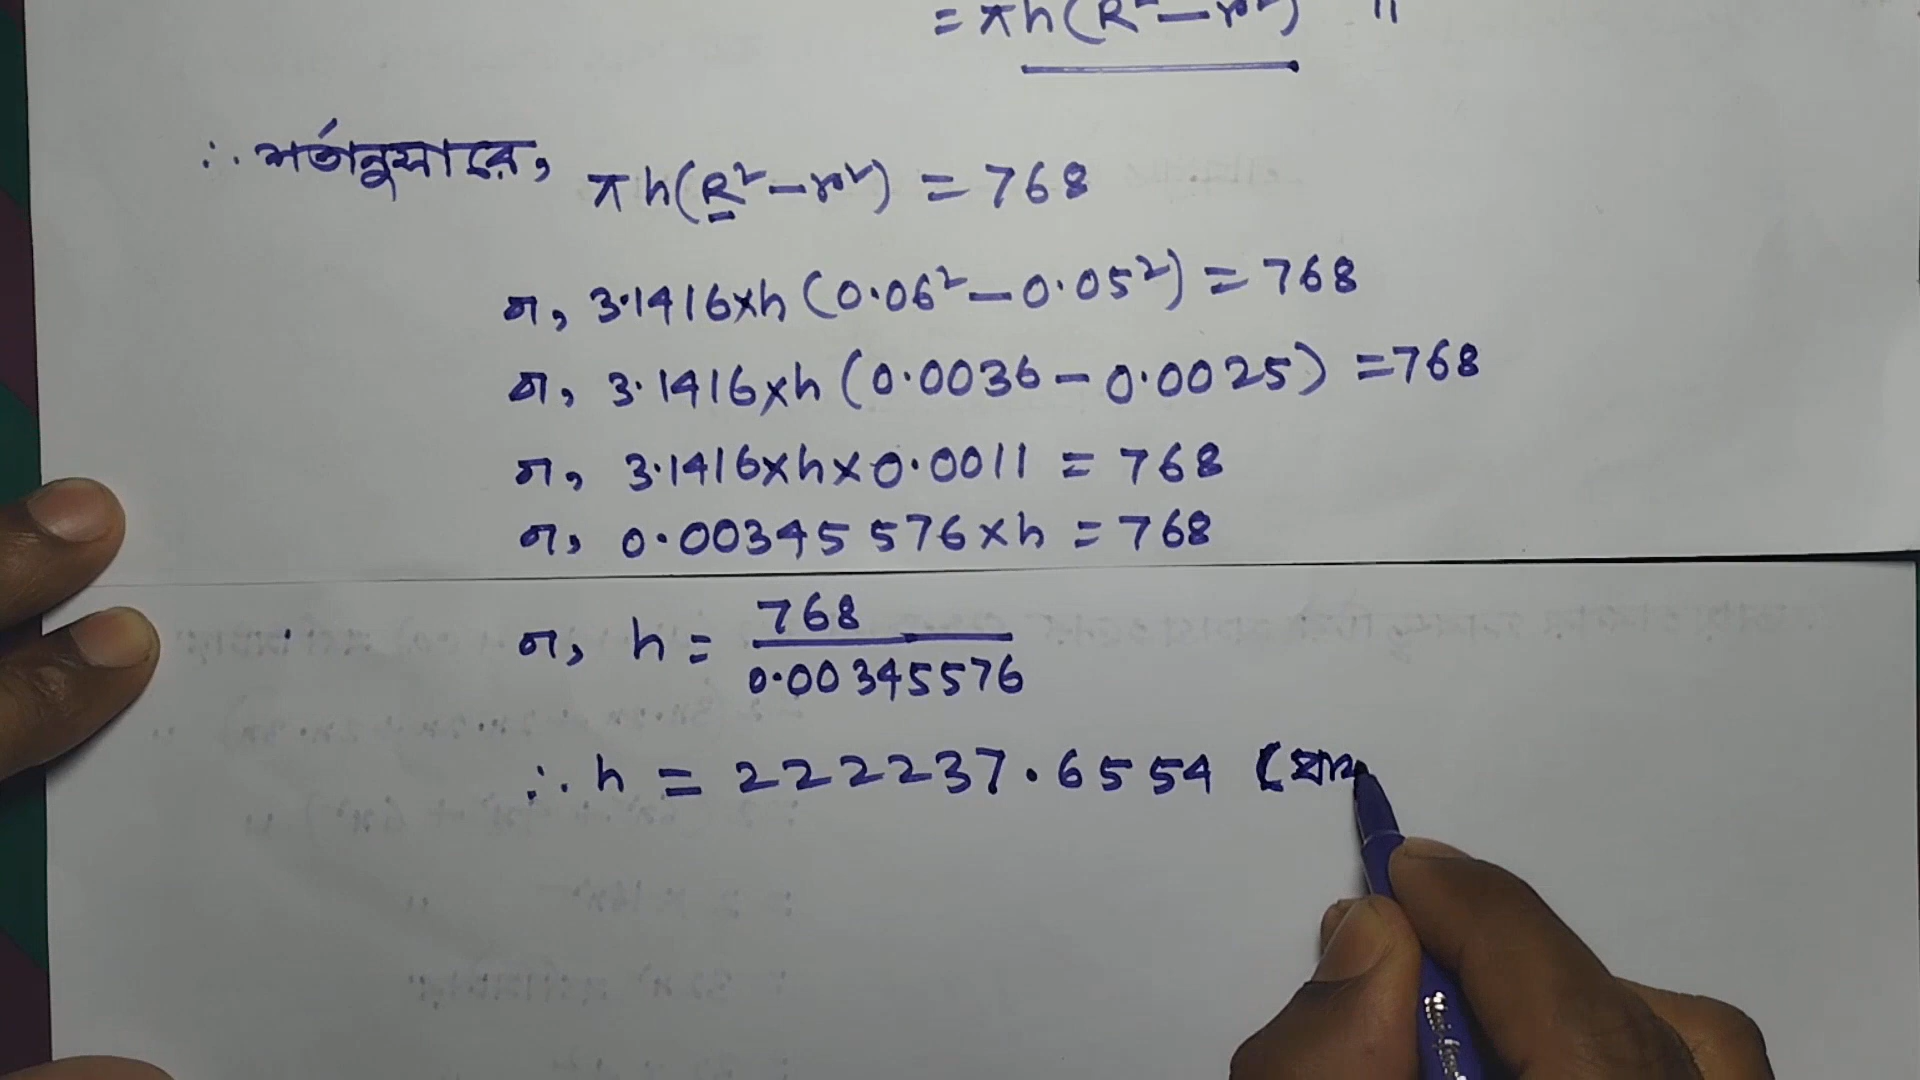 = πh(R² − r²) "
∴ শর্তানুসারে, πh(R² − r²) = 768
বা, 3.1416×h (0.06² − 0.05²) = 768
বা, 3.1416×h (0.0036 − 0.0025) = 768
বা, 3.1416×h×0.0011 = 768
বা, 0.00345576×h = 768
বা, h = 768 / 0.00345576
∴ h = 222237.6554 (প্রায়